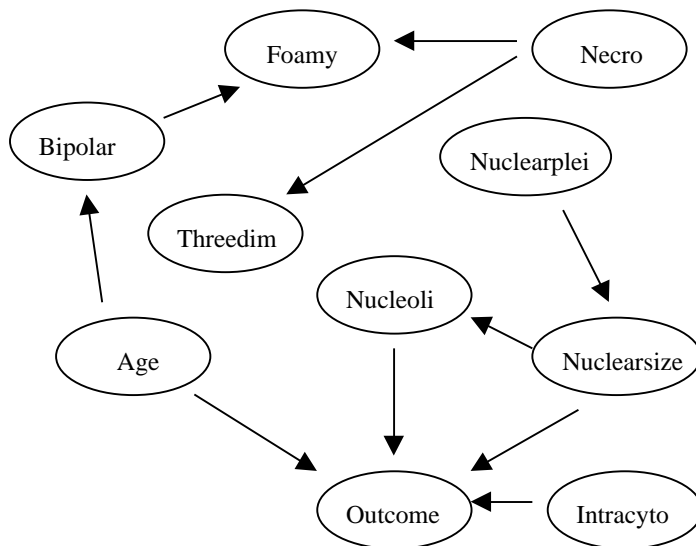 Foamy
Necro
Bipolar
Nuclearplei
Threedim
Nucleoli
Age
Nuclearsize
Outcome
Intracyto